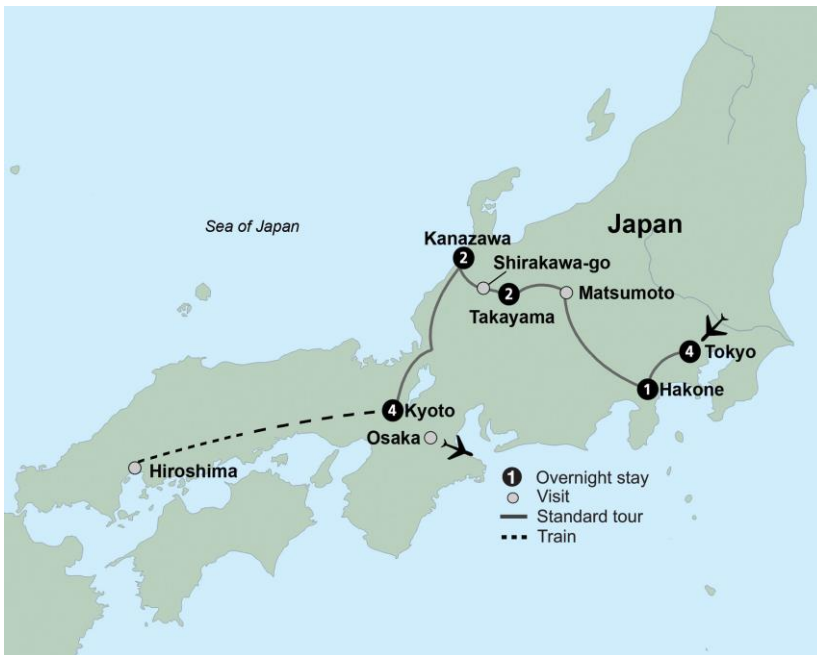 Sea of Japan
Japan
Kanazawa
2
Shirakawa-go
2
Takayama
Matsumoto
4
Tokyo
1
Hakone
4
Kyoto
Osaka
Hiroshima
1 Overnight stay
Visit
Standard tour
Train